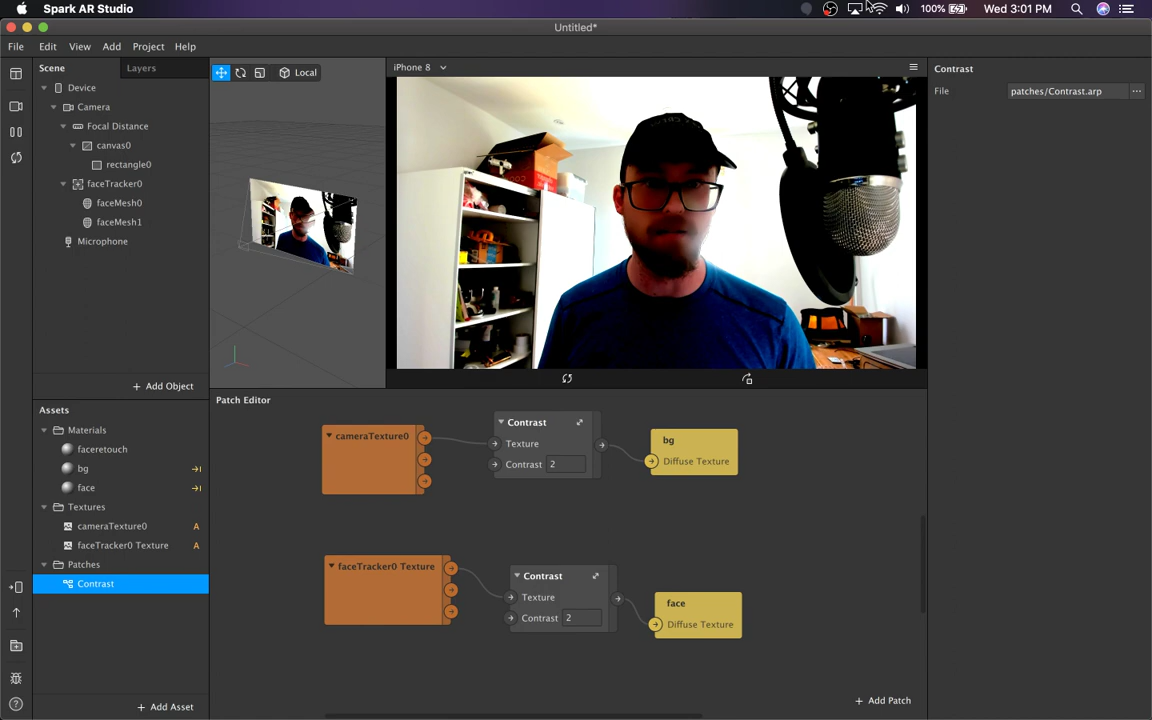 Spark AR Studio
100%
Wed 3:01 PM
Untitled*
File Edit View Add Project Help
Scene
Layers
Device
Camera
Focal Distance
canvas0
rectangle0
faceTracker0
faceMesh0
faceMesh1
Microphone
+ Add Object
Local
iPhone 8
Contrast
File
patches/Contrast.arp
...
Assets
Materials
faceretouch
bg
face
Textures
cameraTexture0 A
faceTracker0 Texture A
Patches
Contrast
+ Add Asset
Patch Editor
cameraTexture0
Contrast
Texture
Contrast 2
bg
Diffuse Texture
faceTracker0 Texture
Contrast
Texture
Contrast 2
face
Diffuse Texture
+ Add Patch